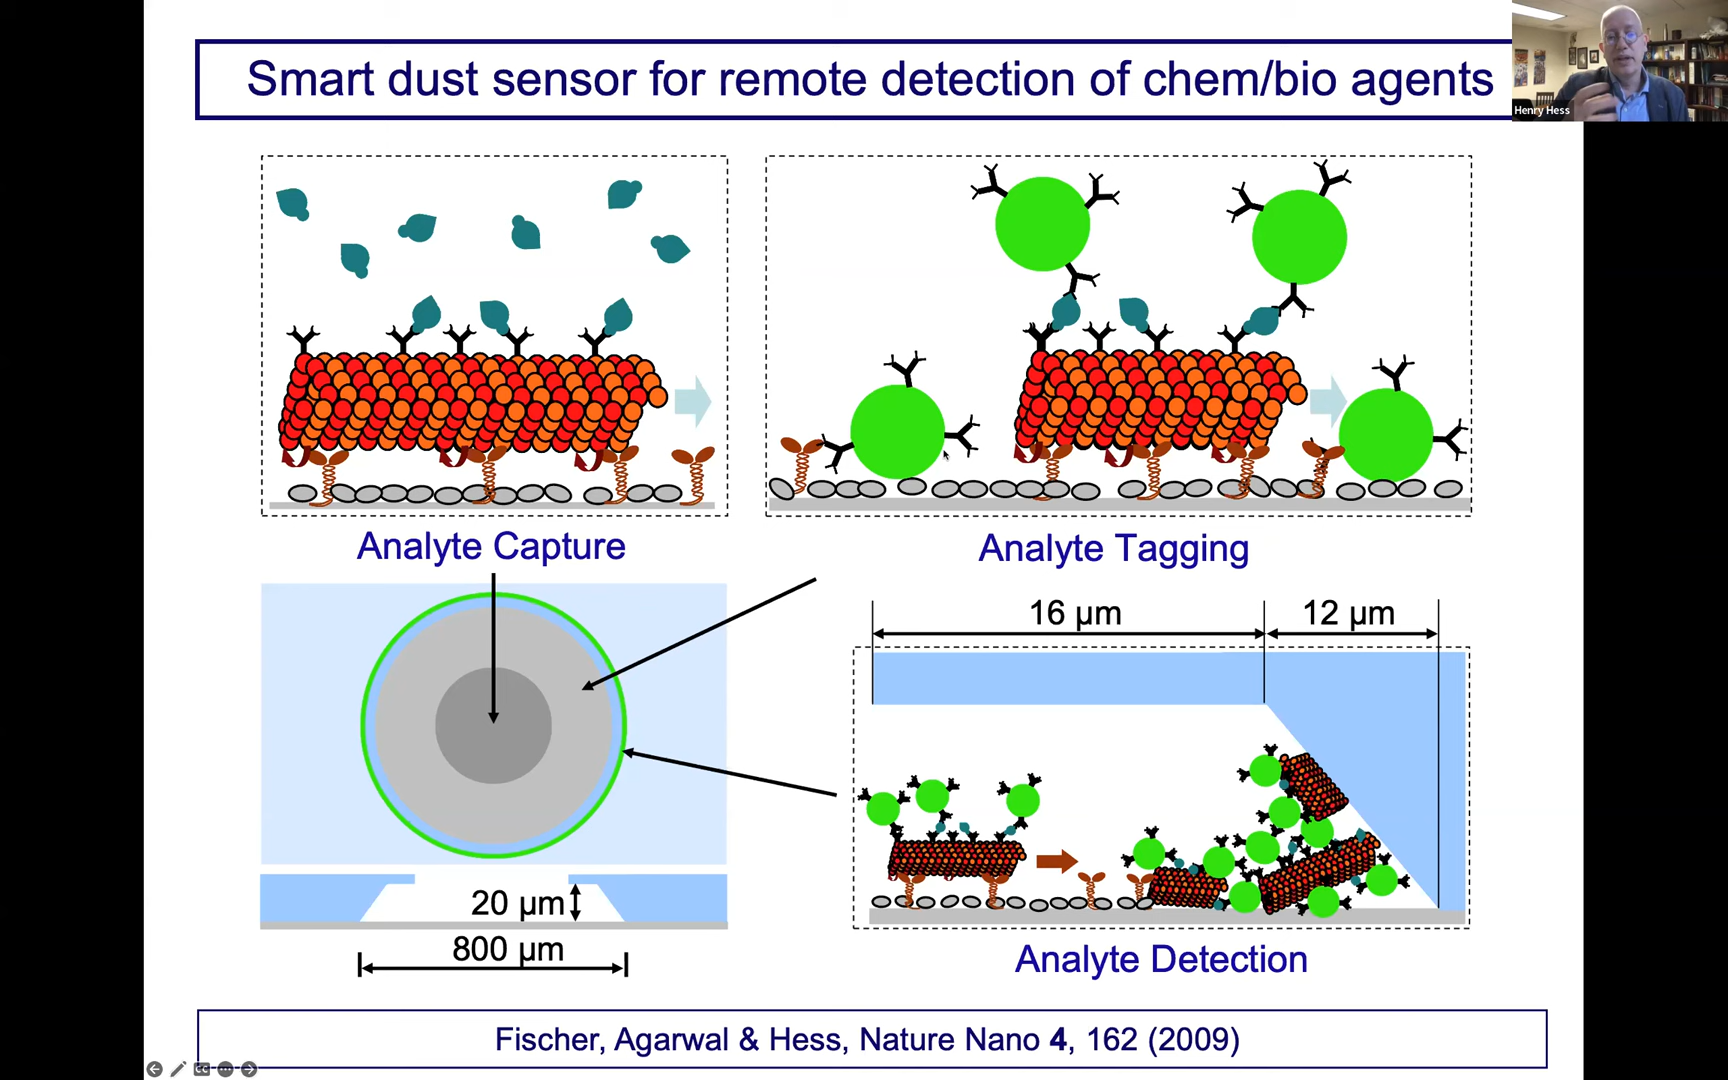 Smart dust sensor for remote detection of chem/bio agents
Henry Hess
Analyte Capture
Analyte Tagging
16 µm
12 µm
20 µm
800 µm
Analyte Detection
Fischer, Agarwal & Hess, Nature Nano 4, 162 (2009)
CC